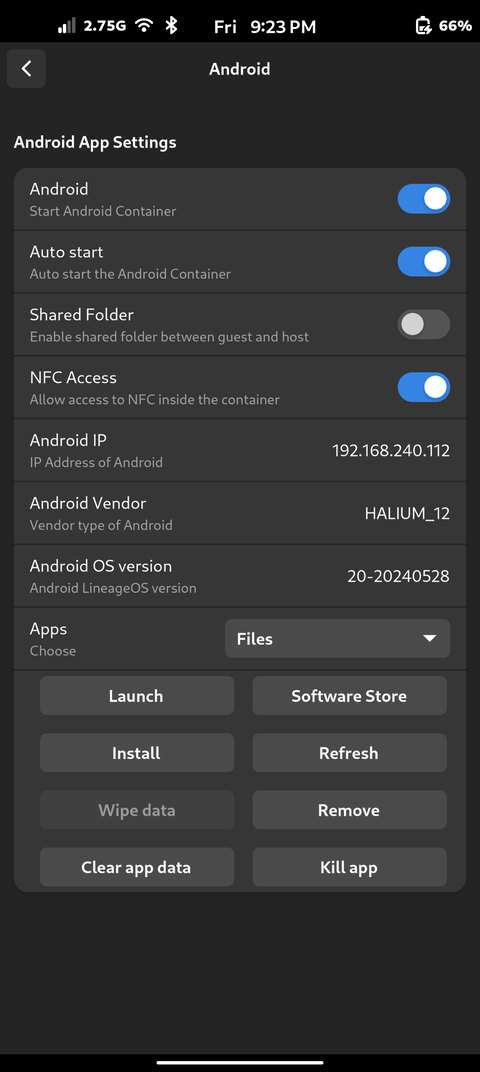 2.75G Fri 9:23 PM 66%
Android
Android App Settings
Android
Start Android Container
Auto start
Auto start the Android Container
Shared Folder
Enable shared folder between guest and host
NFC Access
Allow access to NFC inside the container
Android IP
192.168.240.112
IP Address of Android
Android Vendor
HALIUM_12
Vendor type of Android
Android OS version
20-20240528
Android LineageOS version
Apps
Files
Choose
Launch Software Store
Install Refresh
Wipe data Remove
Clear app data Kill app